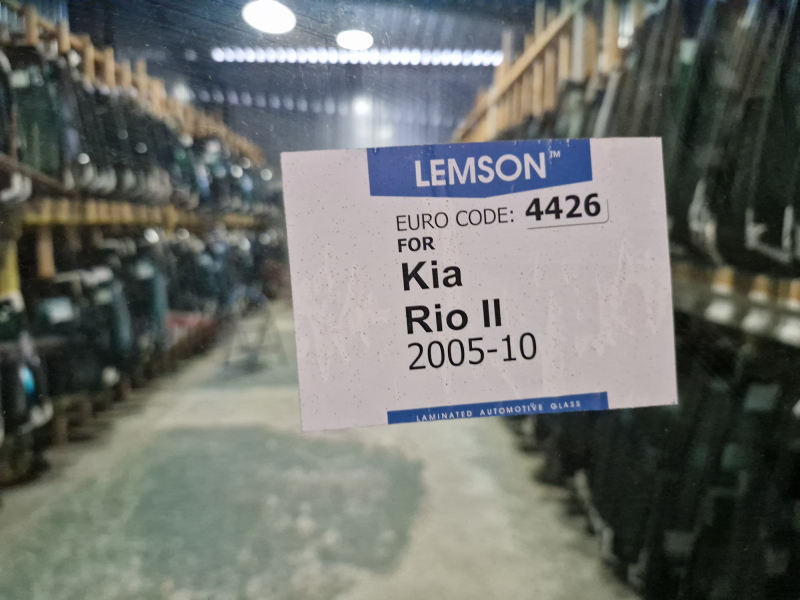 LEMSON™
EURO CODE: 4426
FOR
Kia
Rio II
2005-10
LAMINATED AUTOMOTIVE GLASS